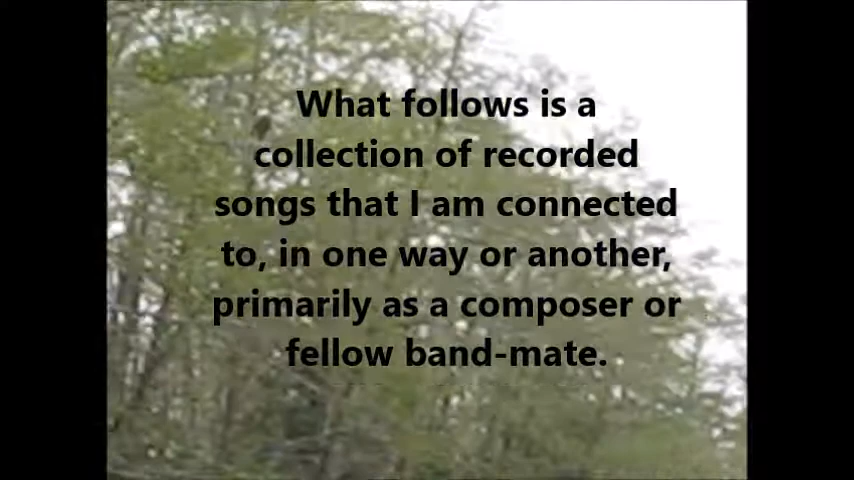 What follows is a
collection of recorded
songs that I am connected
to, in one way or another,
primarily as a composer or
fellow band-mate.